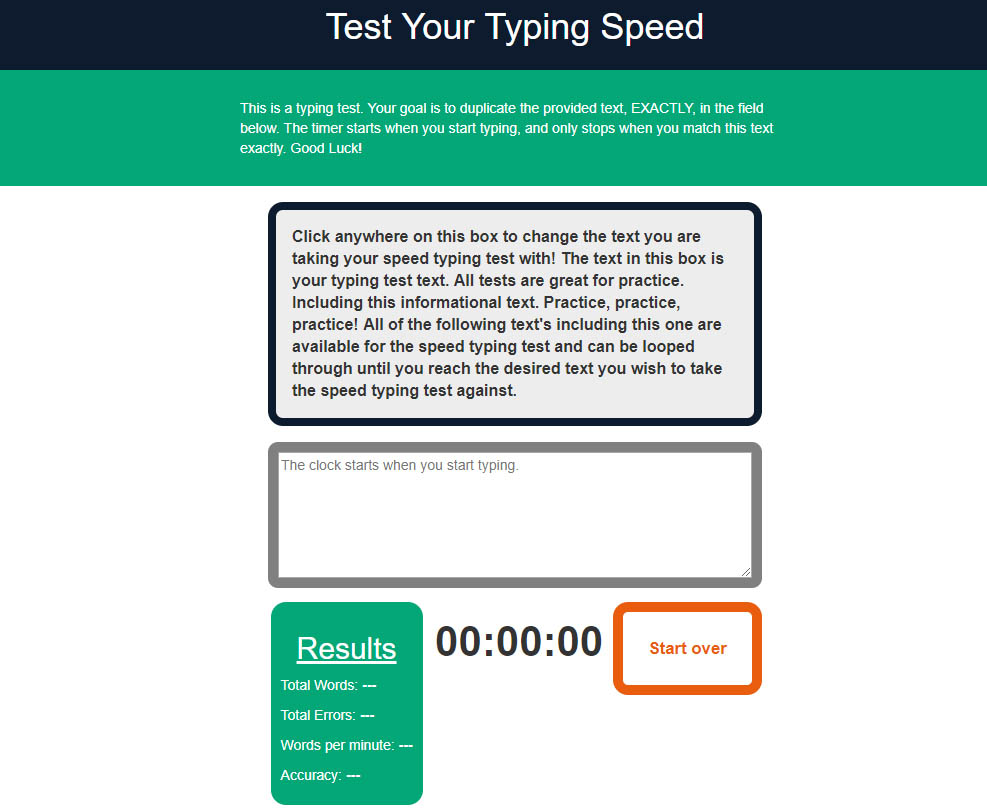 Test Your Typing Speed
This is a typing test. Your goal is to duplicate the provided text, EXACTLY, in the field
below. The timer starts when you start typing, and only stops when you match this text
exactly. Good Luck!
Click anywhere on this box to change the text you are
taking your speed typing test with! The text in this box is
your typing test text. All tests are great for practice.
Including this informational text. Practice, practice,
practice! All of the following text's including this one are
available for the speed typing test and can be looped
through until you reach the desired text you wish to take
the speed typing test against.
The clock starts when you start typing.
Results
Total Words: ---
Total Errors: ---
Words per minute: ---
Accuracy: ---
00:00:00
Start over